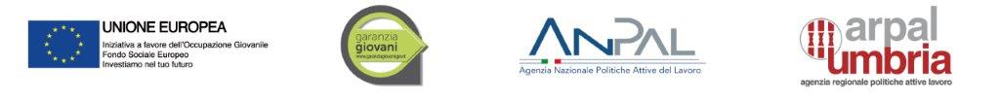 UNIONE EUROPEA
Iniziativa a favore dell'Occupazione Giovanile
Fondo Sociale Europeo
Investiamo nel tuo futuro
garanzia
giovani
www.garanziagiovani.gov.it
ANPAL
Agenzia Nazionale Politiche Attive del Lavoro
arpal
umbria
agenzia regionale politiche attive lavoro